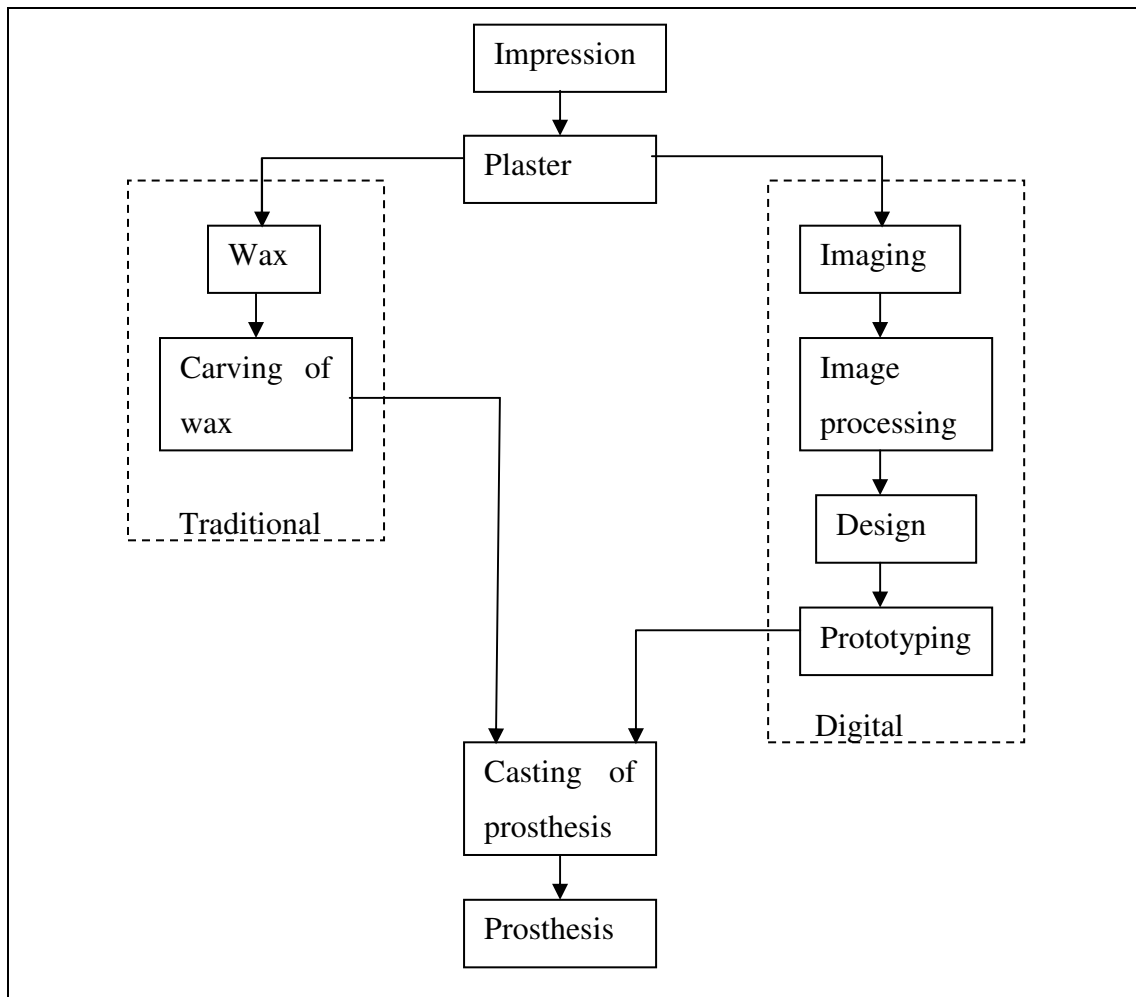 Impression
Plaster
Wax
Carving of
wax
Traditional
Imaging
Image
processing
Design
Prototyping
Digital
Casting of
prosthesis
Prosthesis